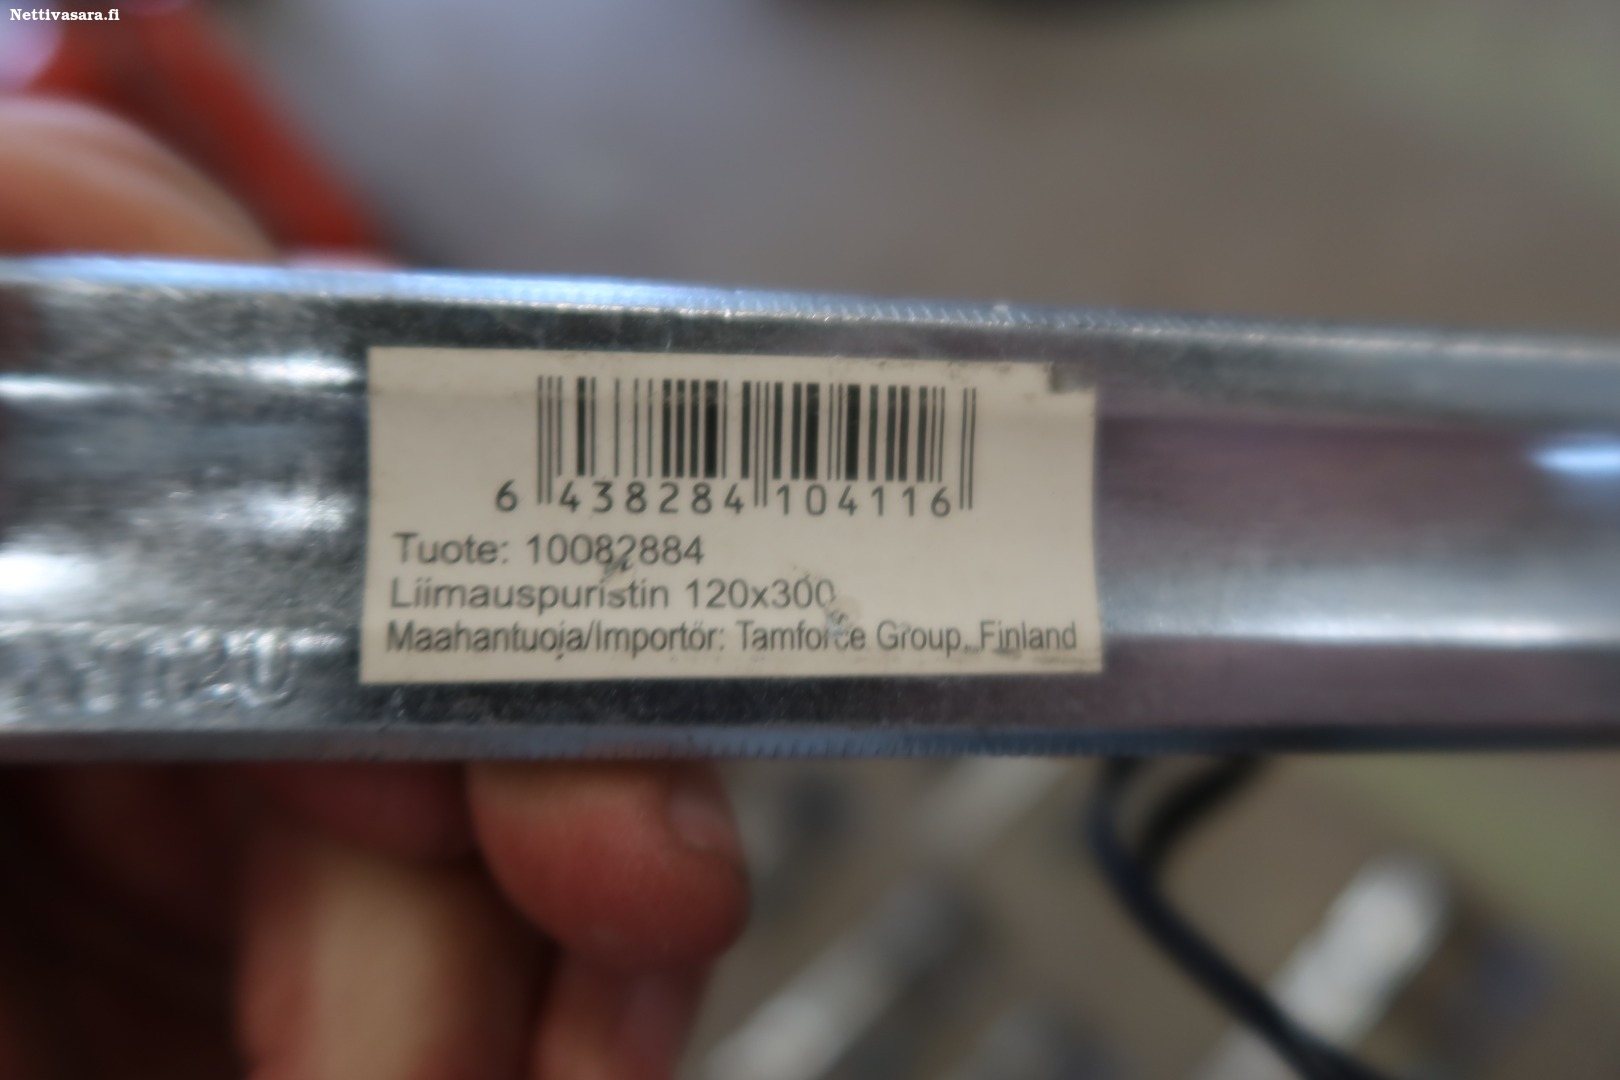 Nettivasara.fi
6 438284 104116
Tuote: 10082884
Liimauspuristin 120x300
Maahantuoja/Importör: Tamforce Group, Finland